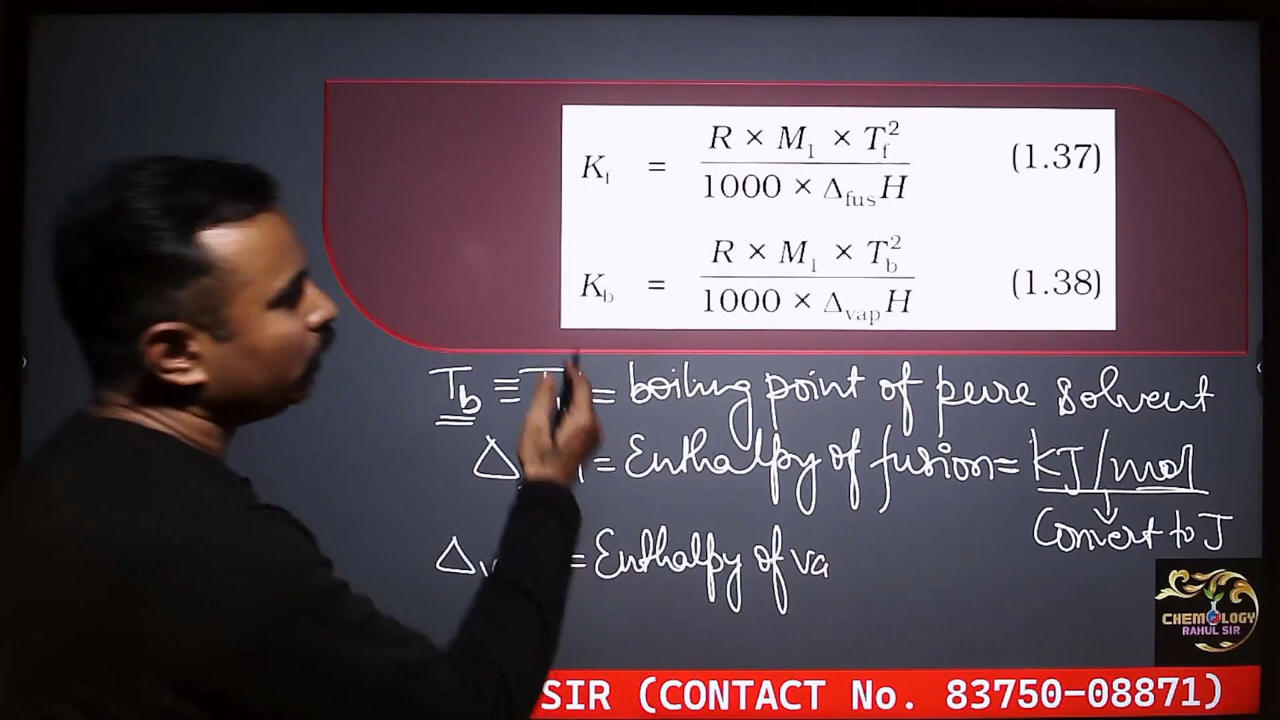 K_f = R × M_1 × T_f^2 / 1000 × Δ_fus H (1.37)
K_b = R × M_1 × T_b^2 / 1000 × Δ_vap H (1.38)
T_b ≡ = boiling point of pure solvent
Δ = Enthalpy of fusion = kJ/mol
Convert to J
Δ = Enthalpy of va
CHEMOLOGY
RAHUL SIR
SIR (CONTACT No. 83750-08871)